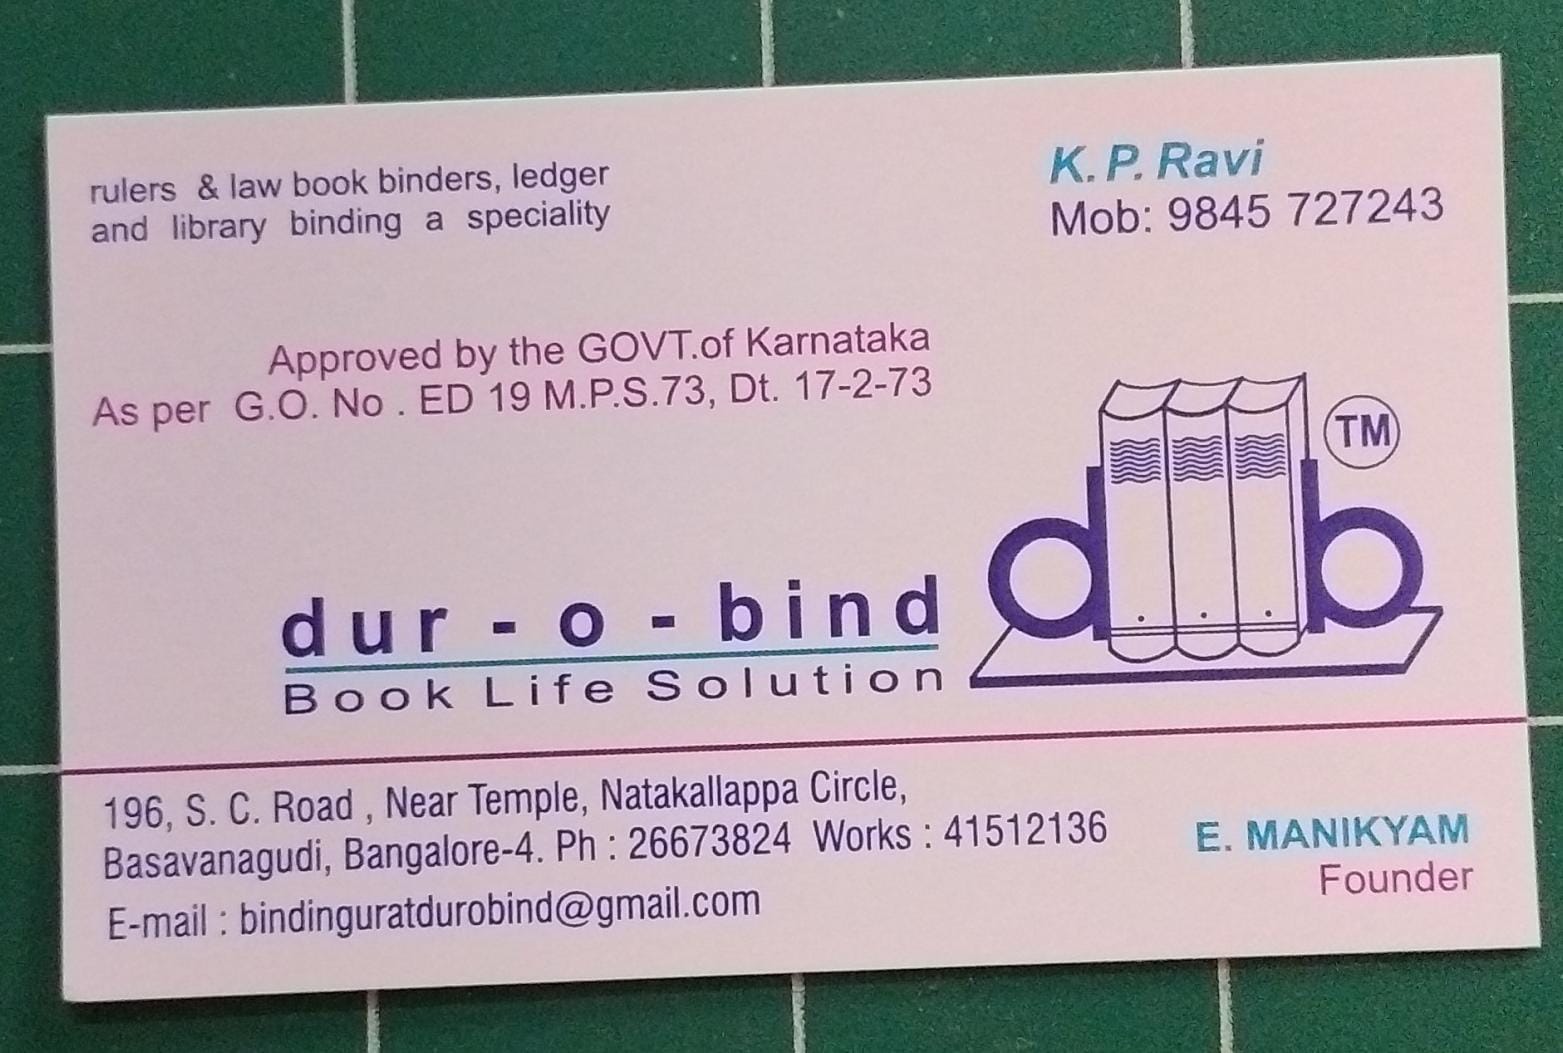 rulers & law book binders, ledger
and library binding a speciality
K. P. Ravi
Mob: 9845 727243
Approved by the GOVT.of Karnataka
As per G.O. No . ED 19 M.P.S.73, Dt. 17-2-73
TM
d b
dur - o - bind
Book Life Solution
196, S. C. Road , Near Temple, Natakallappa Circle,
Basavanagudi, Bangalore-4. Ph : 26673824 Works : 41512136
E-mail : bindinguratdurobind@gmail.com
E. MANIKYAM
Founder